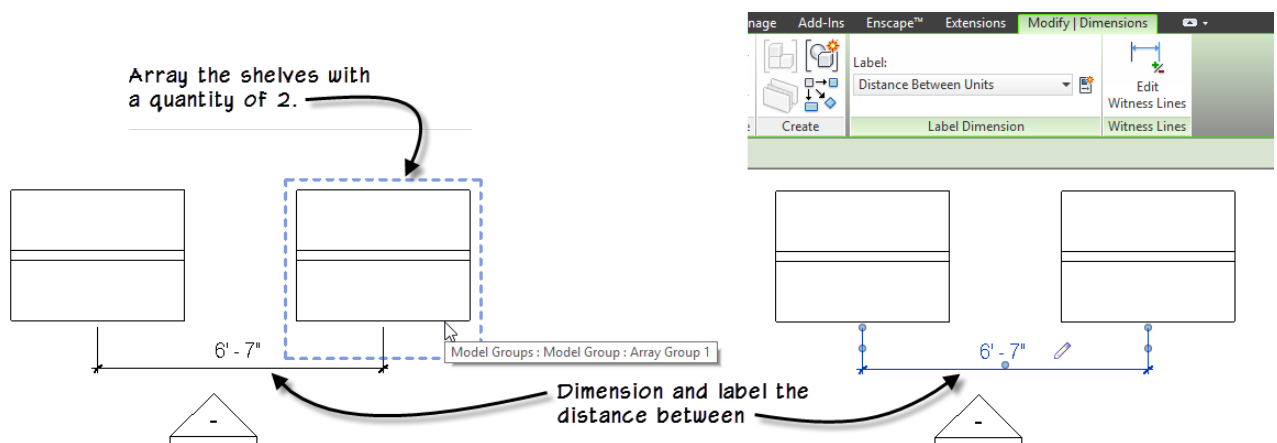 nage Add-Ins Enscape™ Extensions Modify | Dimensions
Label:
Distance Between Units
Edit
Witness Lines
Create Label Dimension Witness Lines
Array the shelves with
a quantity of 2.
6' - 7"
Model Groups : Model Group : Array Group 1
6' - 7"
Dimension and label the
distance between
-
-